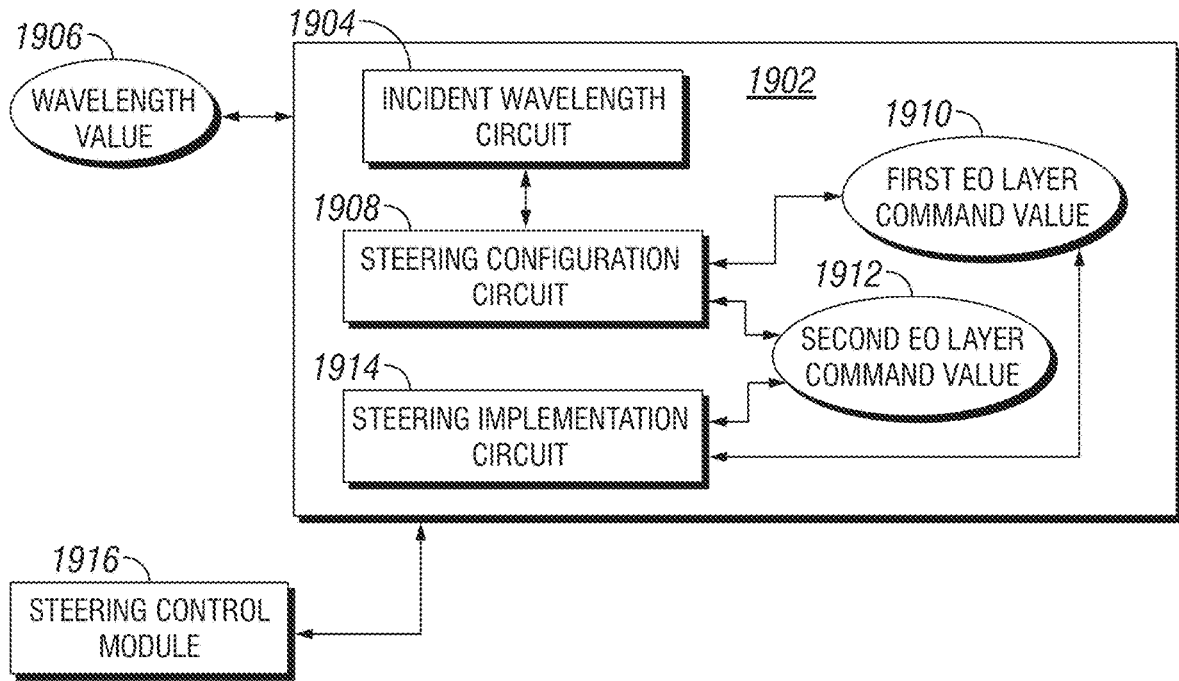 1906
WAVELENGTH
VALUE
1904
INCIDENT WAVELENGTH
CIRCUIT
1902
1910
FIRST EO LAYER
COMMAND VALUE
1908
STEERING CONFIGURATION
CIRCUIT
1912
SECOND EO LAYER
COMMAND VALUE
1914
STEERING IMPLEMENTATION
CIRCUIT
1916
STEERING CONTROL
MODULE